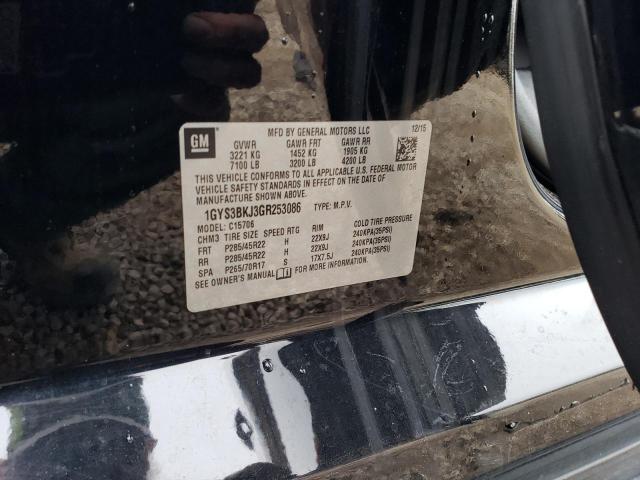 GM
MFD BY GENERAL MOTORS LLC
12/15
GVWR GAWR FRT GAWR RR
3221 KG 1452 KG 1905 KG
7100 LB 3200 LB 4200 LB
THIS VEHICLE CONFORMS TO ALL APPLICABLE U.S. FEDERAL MOTOR
VEHICLE SAFETY STANDARDS IN EFFECT ON THE DATE OF
MANUFACTURE SHOWN ABOVE.
1GYS3BKJ3GR253086 TYPE: M.P.V.
MODEL: C15706
CHM3 TIRE SIZE SPEED RTG RIM COLD TIRE PRESSURE
FRT P285/45R22 H 22X9J 240KPA(35PSI)
RR P285/45R22 H 22X9J 240KPA(35PSI)
SPA P265/70R17 S 17X7.5J 240KPA(35PSI)
SEE OWNER'S MANUAL FOR MORE INFORMATION.